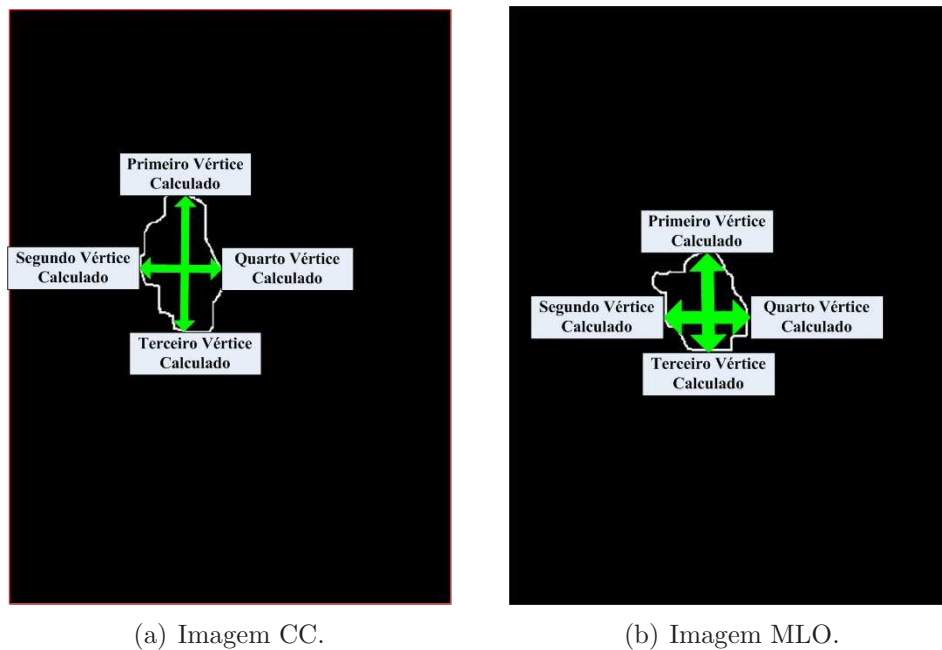 Primeiro Vértice
Calculado
Segundo Vértice
Calculado
Quarto Vértice
Calculado
Terceiro Vértice
Calculado
(a) Imagem CC.
Primeiro Vértice
Calculado
Segundo Vértice
Calculado
Quarto Vértice
Calculado
Terceiro Vértice
Calculado
(b) Imagem MLO.